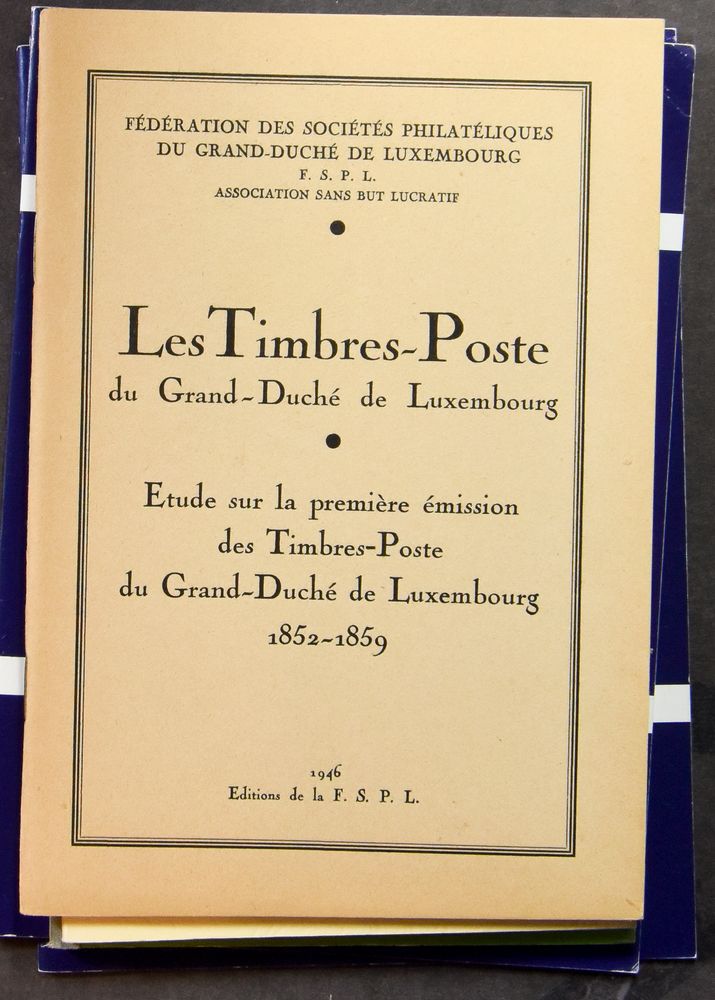 FÉDÉRATION DES SOCIÉTÉS PHILATÉLIQUES
DU GRAND-DUCHÉ DE LUXEMBOURG
F. S. P. L.
ASSOCIATION SANS BUT LUCRATIF
Les Timbres-Poste
du Grand-Duché de Luxembourg
Etude sur la première émission
des Timbres-Poste
du Grand-Duché de Luxembourg
1852-1859
1946
Editions de la F. S. P. L.